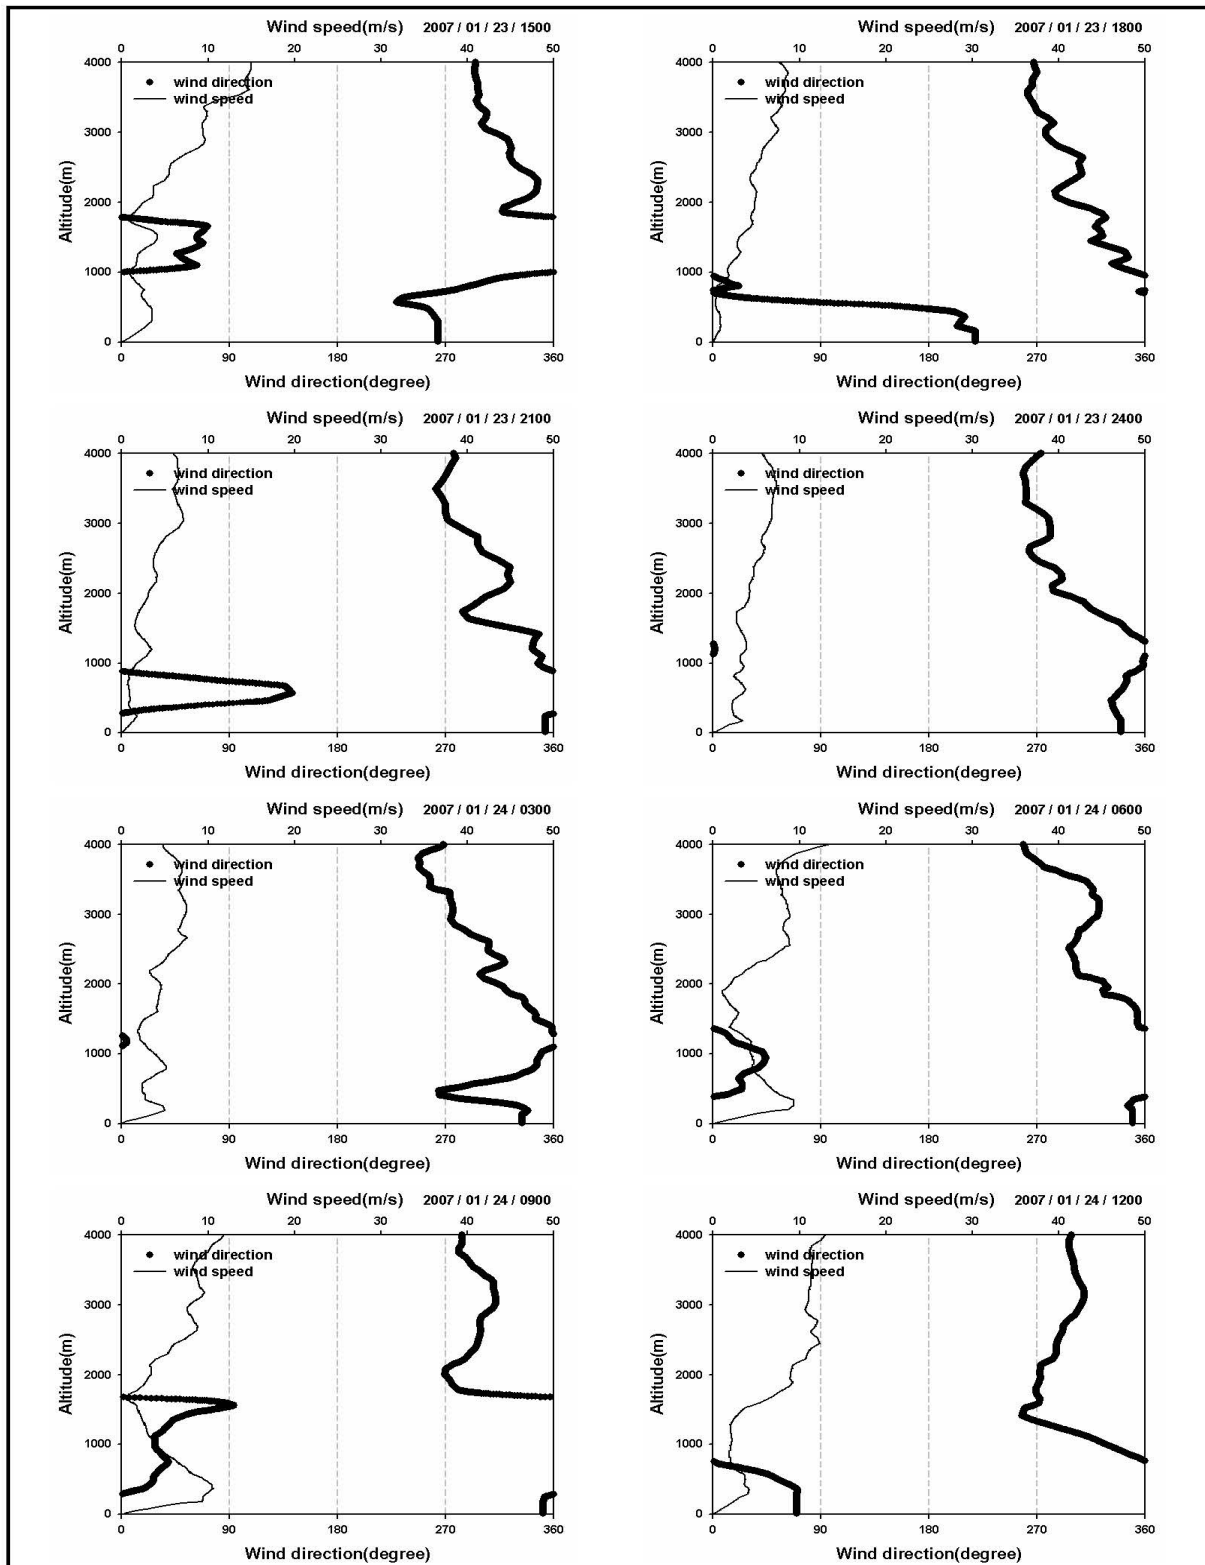 Wind speed(m/s) 2007 / 01 / 23 / 1500
0 10 20 30 40 50
4000
wind direction
wind speed
3000
Altitude(m)
2000
1000
0
0 90 180 270 360
Wind direction(degree)
Wind speed(m/s) 2007 / 01 / 23 / 1800
0 10 20 30 40 50
4000
wind direction
wind speed
3000
Altitude(m)
2000
1000
0
0 90 180 270 360
Wind direction(degree)
Wind speed(m/s) 2007 / 01 / 23 / 2100
0 10 20 30 40 50
4000
wind direction
wind speed
3000
Altitude(m)
2000
1000
0
0 90 180 270 360
Wind direction(degree)
Wind speed(m/s) 2007 / 01 / 23 / 2400
0 10 20 30 40 50
4000
wind direction
wind speed
3000
Altitude(m)
2000
1000
0
0 90 180 270 360
Wind direction(degree)
Wind speed(m/s) 2007 / 01 / 24 / 0300
0 10 20 30 40 50
4000
wind direction
wind speed
3000
Altitude(m)
2000
1000
0
0 90 180 270 360
Wind direction(degree)
Wind speed(m/s) 2007 / 01 / 24 / 0600
0 10 20 30 40 50
4000
wind direction
wind speed
3000
Altitude(m)
2000
1000
0
0 90 180 270 360
Wind direction(degree)
Wind speed(m/s) 2007 / 01 / 24 / 0900
0 10 20 30 40 50
4000
wind direction
wind speed
3000
Altitude(m)
2000
1000
0
0 90 180 270 360
Wind direction(degree)
Wind speed(m/s) 2007 / 01 / 24 / 1200
0 10 20 30 40 50
4000
wind direction
wind speed
3000
Altitude(m)
2000
1000
0
0 90 180 270 360
Wind direction(degree)